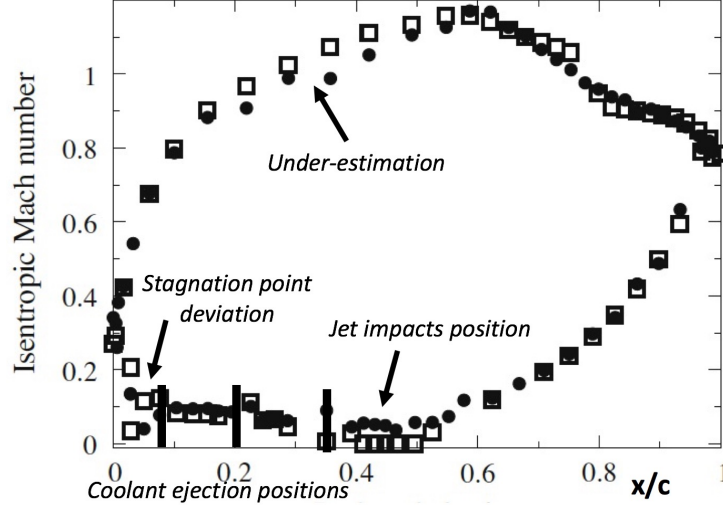 Isentropic Mach number
1
0.8
0.6
0.4
0.2
0
Under-estimation
Stagnation point
deviation
Jet impacts position
0 0.2 0.4 0.6 0.8 1
Coolant ejection positions
x/c